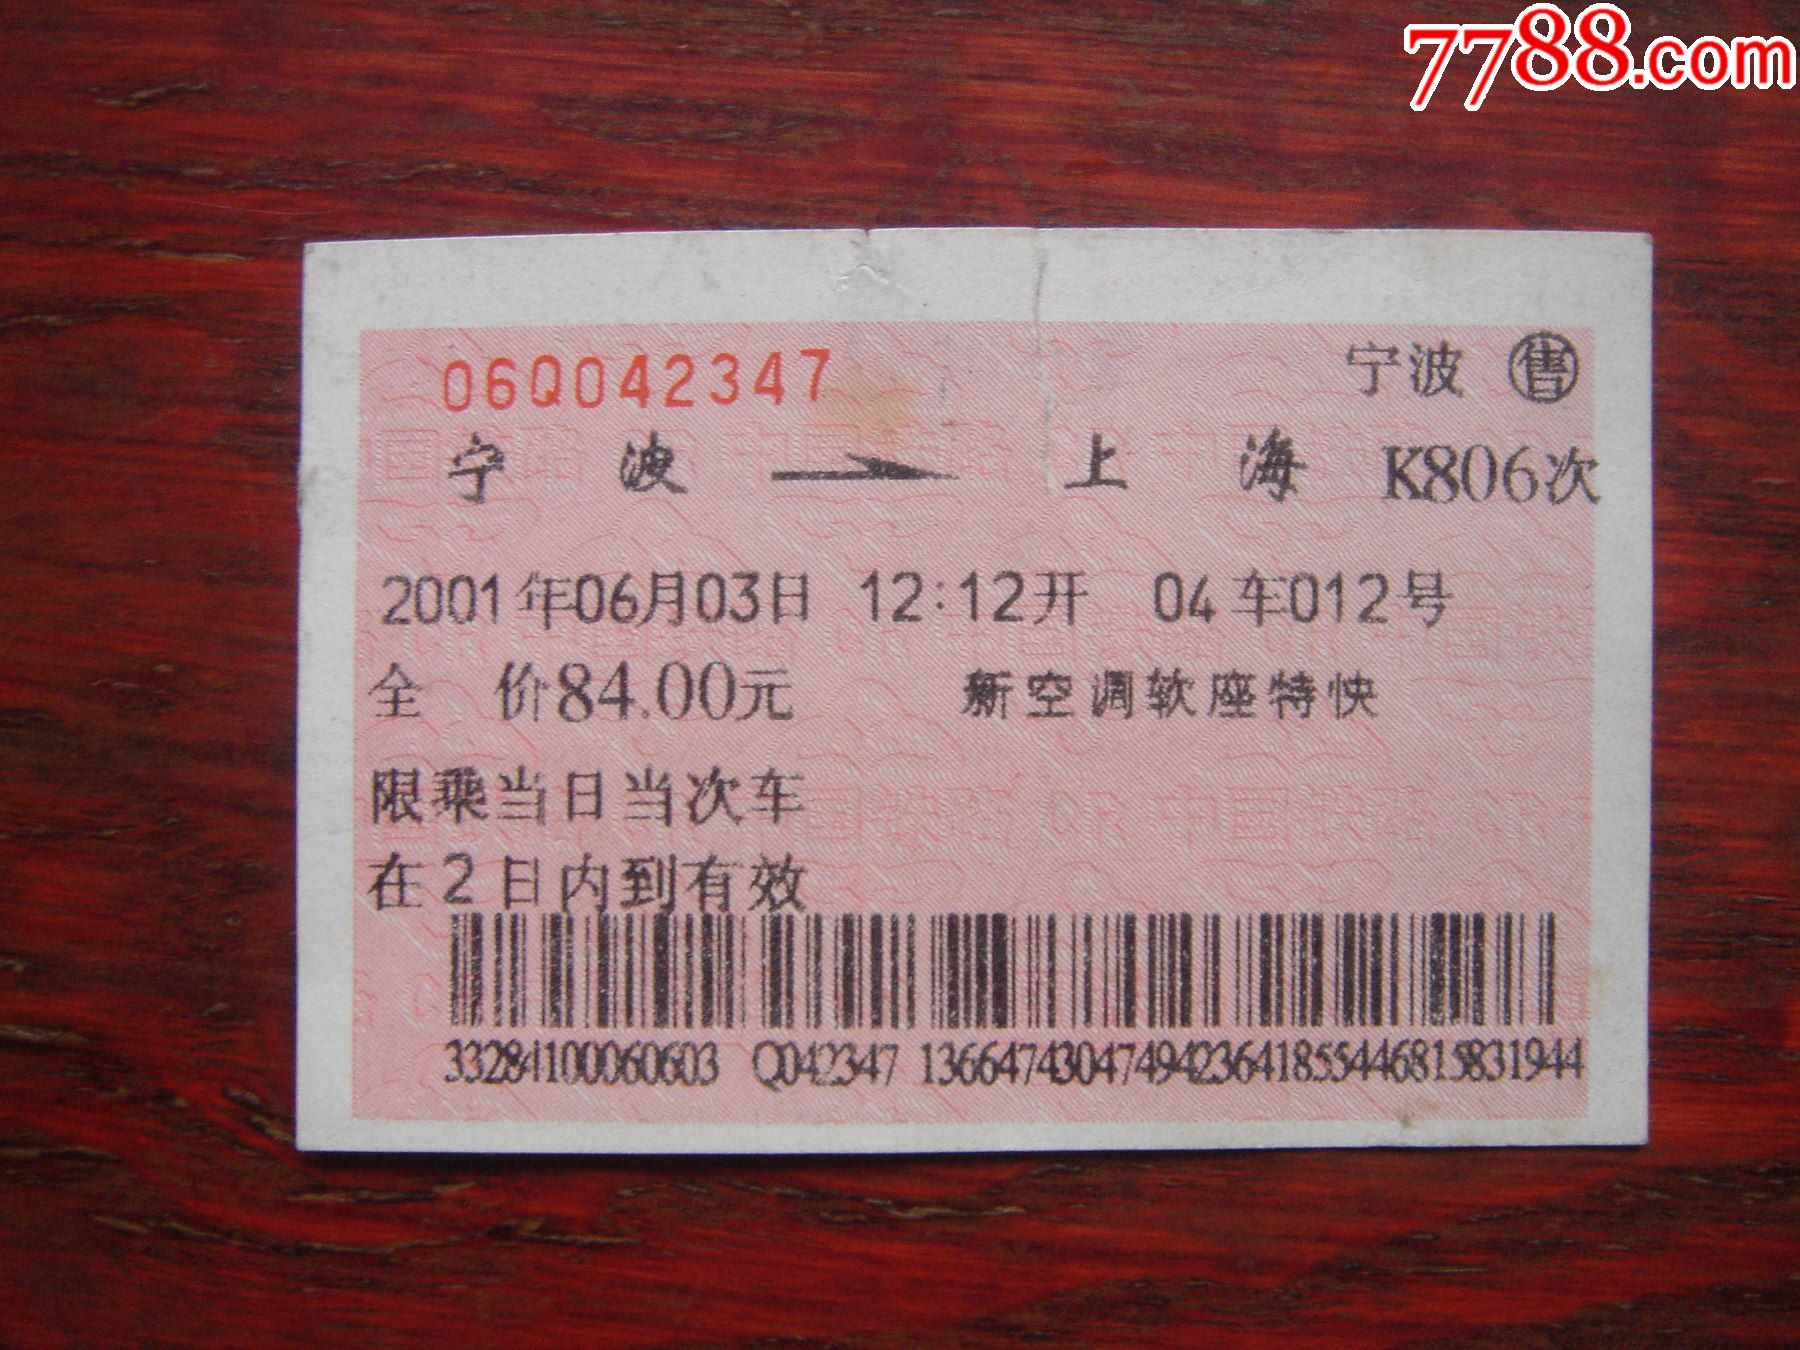 7788.com
06Q042347 宁波 售
宁 波 上 海 K806次
2001年06月03日 12:12开 04车012号
全 价84.00元 新空调软座特快
限乘当日当次车
在2日内到有效
33284100060603 Q042347 1366474304749423641855446815831944